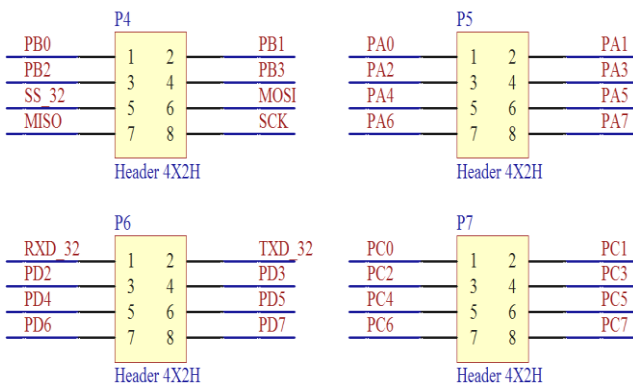 P4 P5
PB0 1 2 PB1 PA0 1 2 PA1
PB2 3 4 PB3 PA2 3 4 PA3
SS_32 5 6 MOSI PA4 5 6 PA5
MISO 7 8 SCK PA6 7 8 PA7
Header 4X2H Header 4X2H
P6 P7
RXD_32 1 2 TXD_32 PC0 1 2 PC1
PD2 3 4 PD3 PC2 3 4 PC3
PD4 5 6 PD5 PC4 5 6 PC5
PD6 7 8 PD7 PC6 7 8 PC7
Header 4X2H Header 4X2H